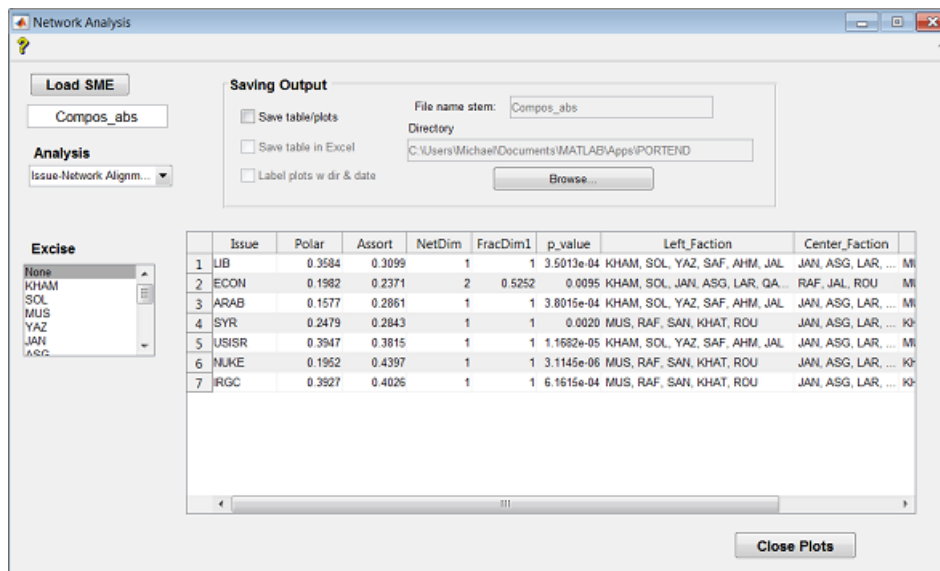 Network Analysis
Load SME
Compos_abs
Analysis
Issue-Network Alignm...
Saving Output
Save table/plots
Save table in Excel
Label plots w dir & date
File name stem: Compos_abs
Directory
C:\Users\Michael\Documents\MATLAB\Apps\PORTEND
Browse...
Excise
None
KHAM
SOL
MUS
YAZ
JAN
ASG
Issue Polar Assort NetDim FracDim1 p_value Left_Faction Center_Faction
1 LIB 0.3584 0.3099 1 1 3.5013e-04 KHAM, SOL, YAZ, SAF, AHM, JAL JAN, ASG, LAR, ... MU
2 ECON 0.1982 0.2371 2 0.5252 0.0095 KHAM, SOL, JAN, ASG, LAR, QA... RAF, JAL, ROU MU
3 ARAB 0.1577 0.2861 1 1 3.8015e-04 KHAM, SOL, YAZ, SAF, AHM, JAL JAN, ASG, LAR, ... MU
4 SYR 0.2479 0.2843 1 1 0.0020 MUS, RAF, SAN, KHAT, ROU JAN, ASG, LAR, ... KH
5 USISR 0.3947 0.3815 1 1 1.1682e-05 KHAM, SOL, YAZ, SAF, AHM, JAL JAN, ASG, LAR, ... MU
6 NUKE 0.1952 0.4397 1 1 3.1145e-06 MUS, RAF, SAN, KHAT, ROU JAN, ASG, LAR, ... KH
7 IRGC 0.3927 0.4026 1 1 6.1615e-04 MUS, RAF, SAN, KHAT, ROU JAN, ASG, LAR, ... KH
Close Plots